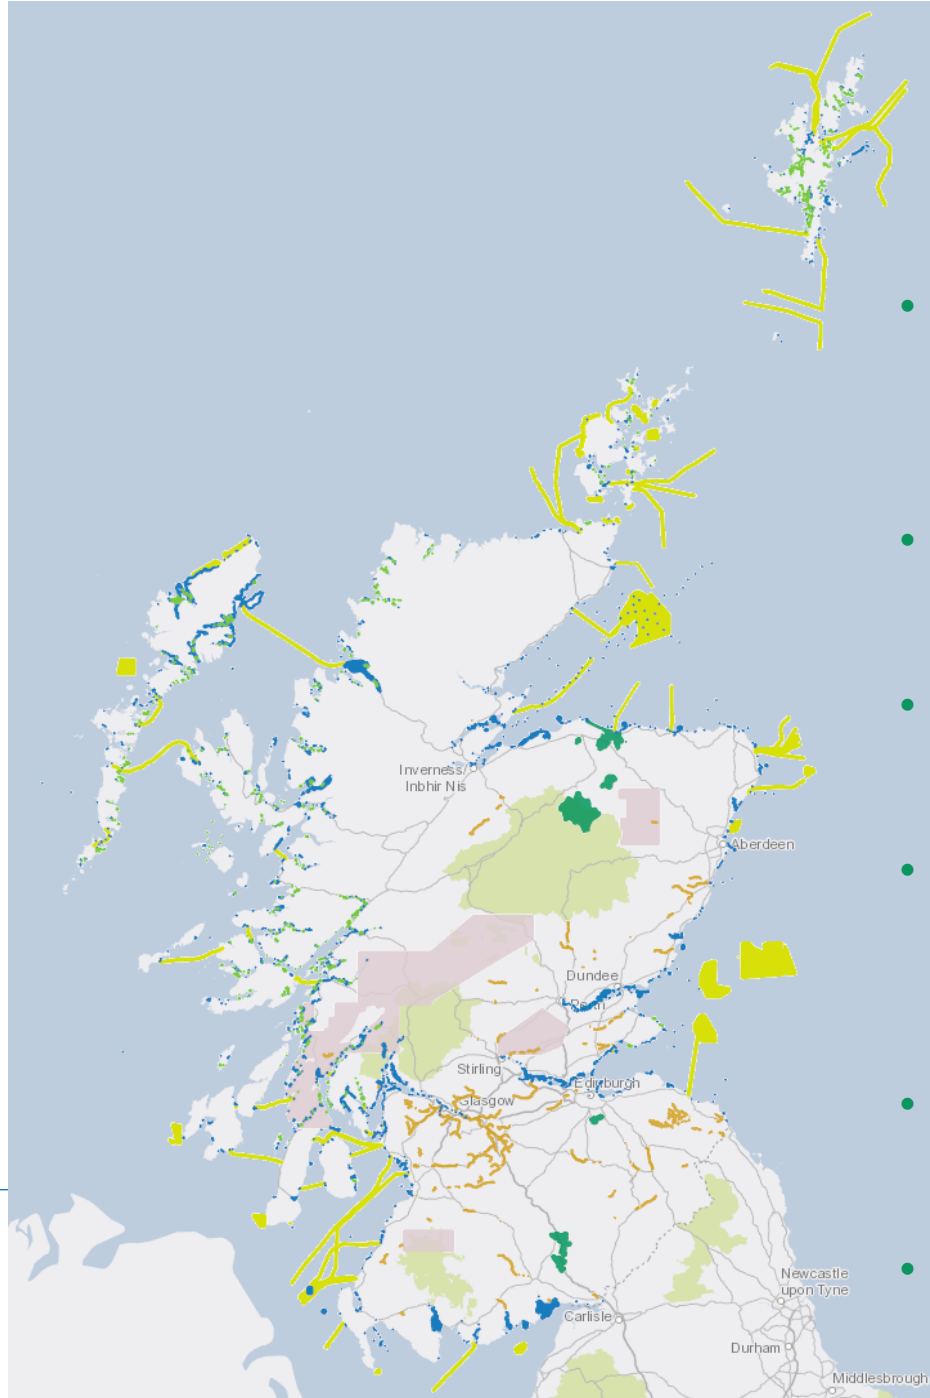 Inverness/
Inbhir Nis
Aberdeen
Dundee
Perth
Stirling
Edinburgh
Glasgow
Newcastle
upon Tyne
Carlisle
Durham
Middlesbrough